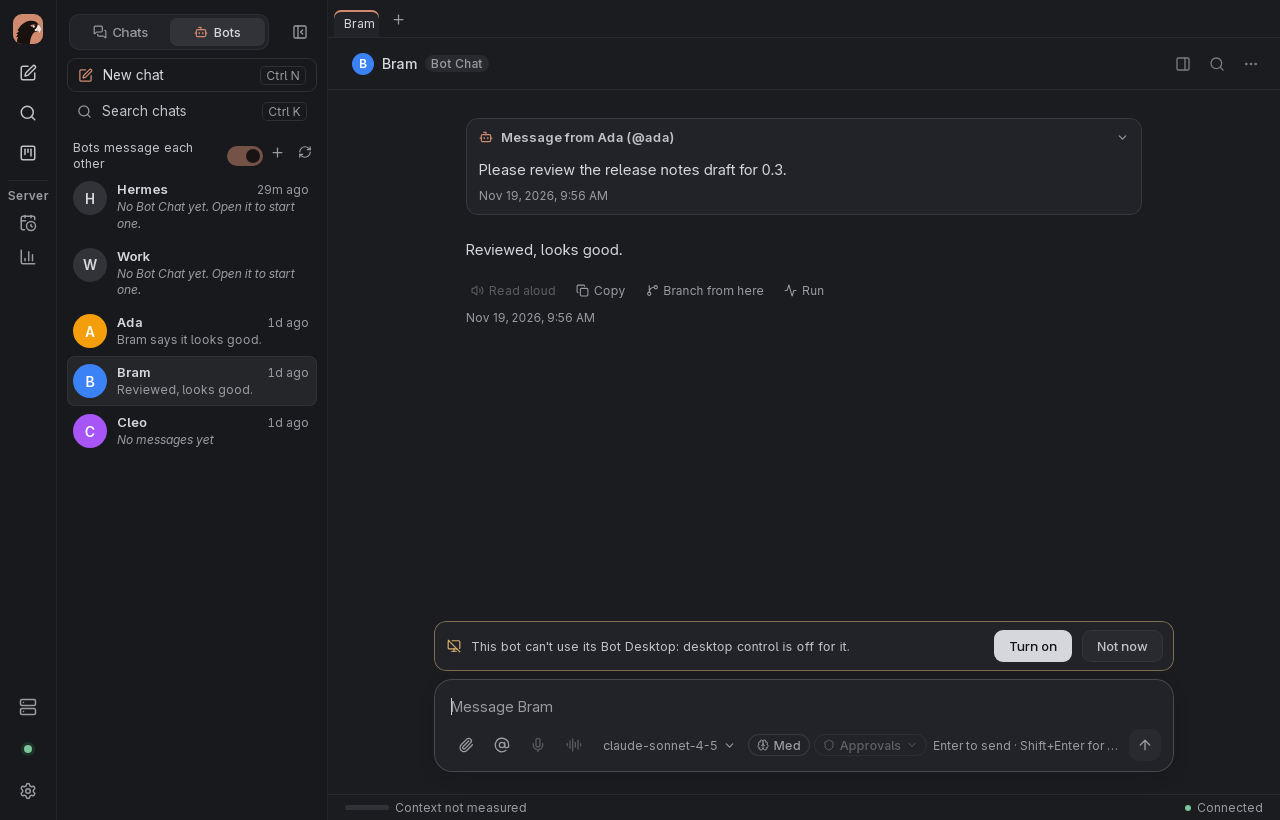 Chats
Bots
New chat
Ctrl N
Search chats
Ctrl K
Bots message each
other
Server
H
Hermes
29m ago
No Bot Chat yet. Open it to start
one.
W
Work
No Bot Chat yet. Open it to start
one.
A
Ada
1d ago
Bram says it looks good.
B
Bram
1d ago
Reviewed, looks good.
C
Cleo
1d ago
No messages yet
Bram
B
Bram
Bot Chat
Message from Ada (@ada)
Please review the release notes draft for 0.3.
Nov 19, 2026, 9:56 AM
Reviewed, looks good.
Read aloud
Copy
Branch from here
Run
Nov 19, 2026, 9:56 AM
This bot can't use its Bot Desktop: desktop control is off for it.
Turn on
Not now
Message Bram
claude-sonnet-4-5
Med
Approvals
Enter to send · Shift+Enter for …
Context not measured
Connected